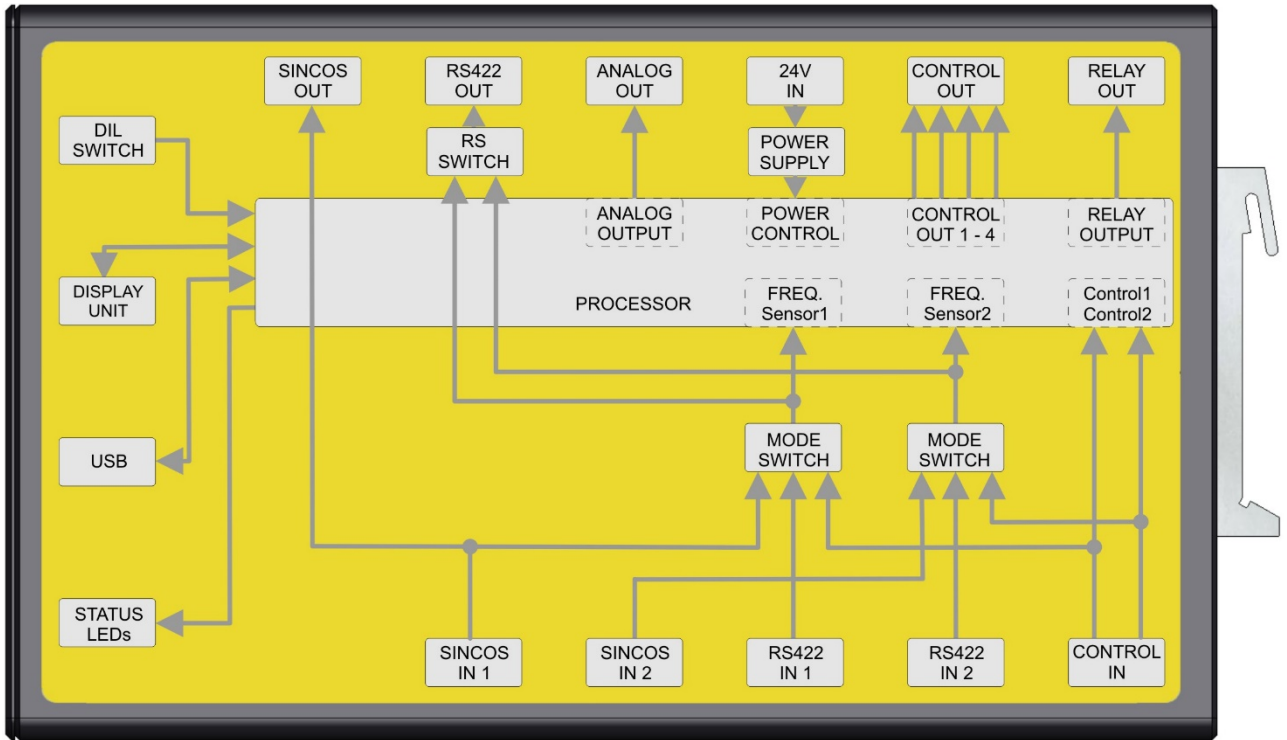 SINCOS
OUT
RS422
OUT
ANALOG
OUT
24V
IN
CONTROL
OUT
RELAY
OUT
DIL
SWITCH
RS
SWITCH
POWER
SUPPLY
ANALOG
OUTPUT
POWER
CONTROL
CONTROL
OUT 1 - 4
RELAY
OUTPUT
DISPLAY
UNIT
PROCESSOR
FREQ.
Sensor1
FREQ.
Sensor2
Control1
Control2
USB
MODE
SWITCH
MODE
SWITCH
STATUS
LEDs
SINCOS
IN 1
SINCOS
IN 2
RS422
IN 1
RS422
IN 2
CONTROL
IN